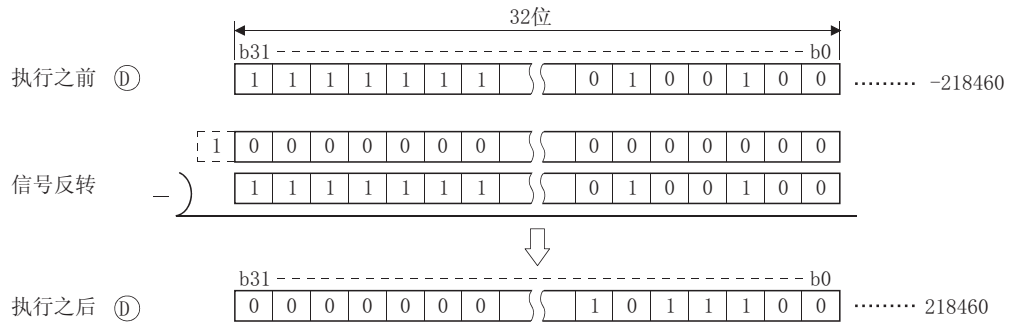 32位
b31 b0
执行之前 Ⓓ 1 1 1 1 1 1 1 0 1 0 0 1 0 0 ……… -218460
1 0 0 0 0 0 0 0 0 0 0 0 0 0 0
信号反转 — 1 1 1 1 1 1 1 0 1 0 0 1 0 0
b31 b0
执行之后 Ⓓ 0 0 0 0 0 0 0 1 0 1 1 1 0 0 ……… 218460